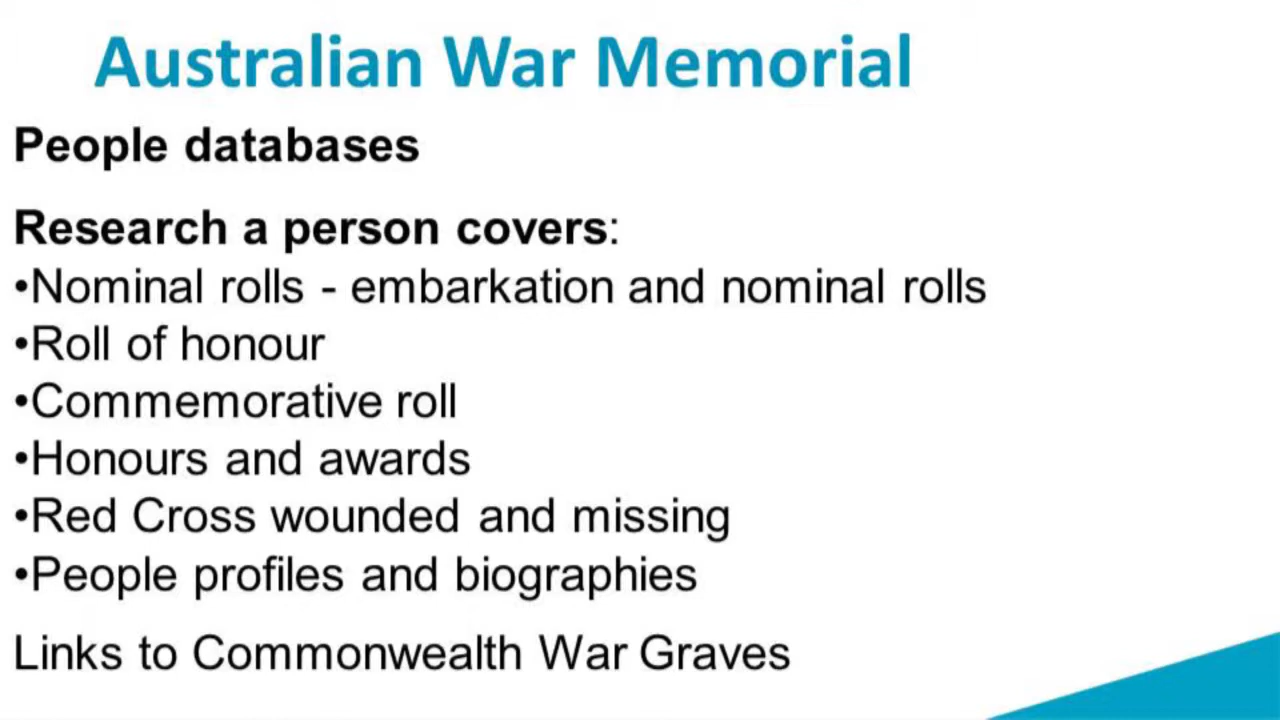 Australian War Memorial
People databases
Research a person covers:
•Nominal rolls - embarkation and nominal rolls
•Roll of honour
•Commemorative roll
•Honours and awards
•Red Cross wounded and missing
•People profiles and biographies
Links to Commonwealth War Graves